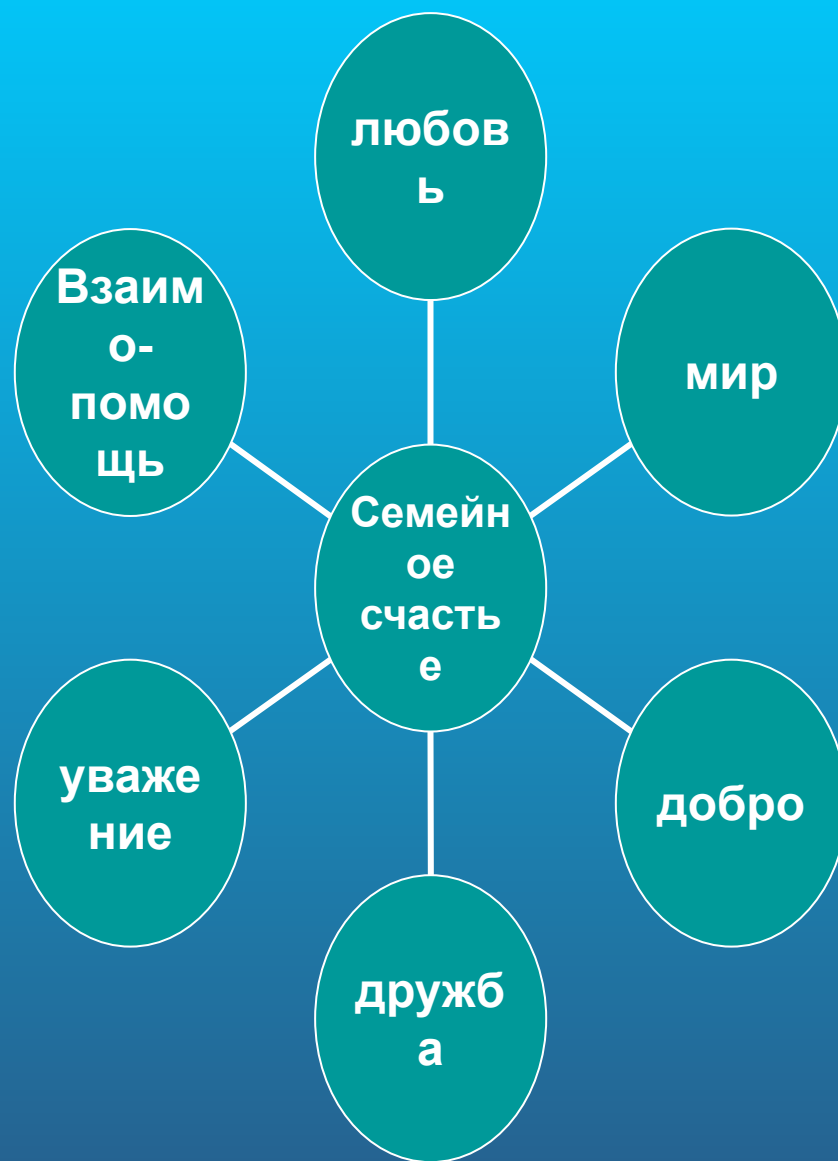 любов
ь
Взаим
о-
помо
щь
мир
Семейн
ое
счасть
е
уваже
ние
добро
дружб
а